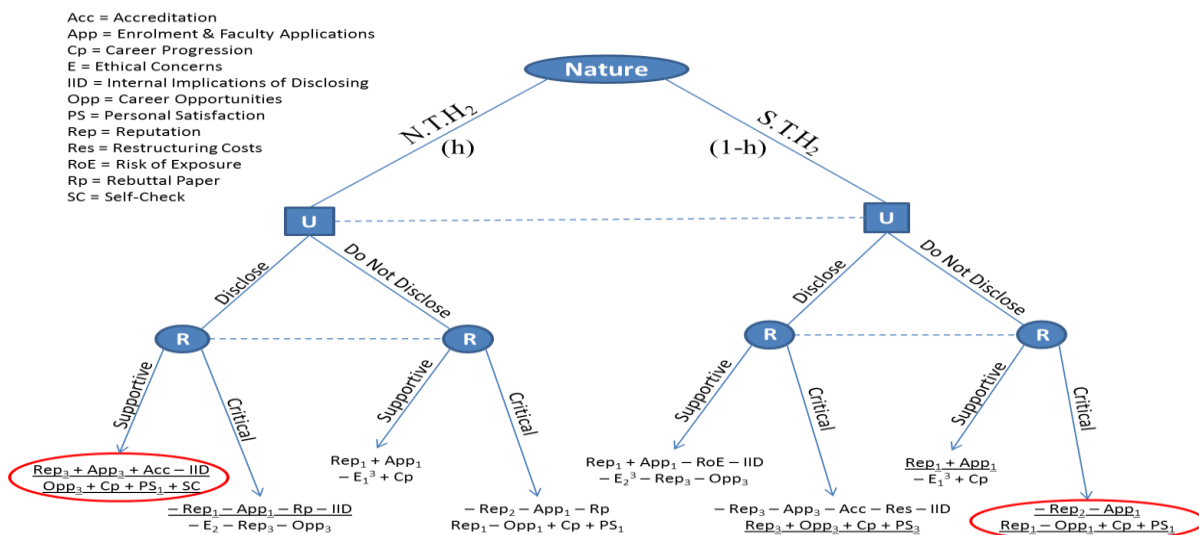 Acc = Accreditation
App = Enrolment & Faculty Applications
Cp = Career Progression
E = Ethical Concerns
IID = Internal Implications of Disclosing
Opp = Career Opportunities
PS = Personal Satisfaction
Rep = Reputation
Res = Restructuring Costs
RoE = Risk of Exposure
Rp = Rebuttal Paper
SC = Self-Check
Nature
N.T.H₂
(h)
S.T.H₂
(1-h)
U
U
Disclose
Do Not Disclose
Disclose
Do Not Disclose
R
R
R
R
Supportive
Critical
Supportive
Critical
Supportive
Critical
Supportive
Critical
Rep₃ + App₃ + Acc – IID
Opp₃ + Cp + PS₁ + SC
– Rep₁ – App₁ – Rp – IID
– E₂ – Rep₃ – Opp₃
Rep₁ + App₁
– E₁³ + Cp
– Rep₂ – App₁ – Rp
Rep₁ – Opp₁ + Cp + PS₁
Rep₁ + App₁ – RoE – IID
– E₂³ – Rep₃ – Opp₃
– Rep₃ – App₃ – Acc – Res – IID
Rep₃ + Opp₃ + Cp + PS₃
Rep₁ + App₁
– E₁³ + Cp
– Rep₂ – App₁
Rep₁ – Opp₁ + Cp + PS₁